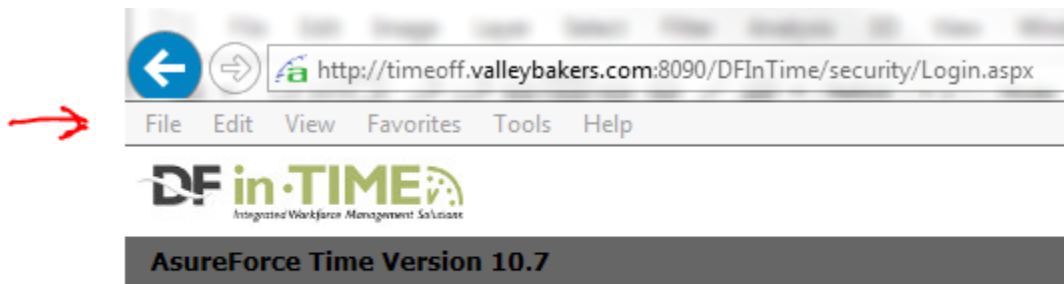 http://timeoff.valleybakers.com:8090/DFInTime/security/Login.aspx
File Edit View Favorites Tools Help
DF in·TIME
Integrated Workforce Management Solutions
AsureForce Time Version 10.7